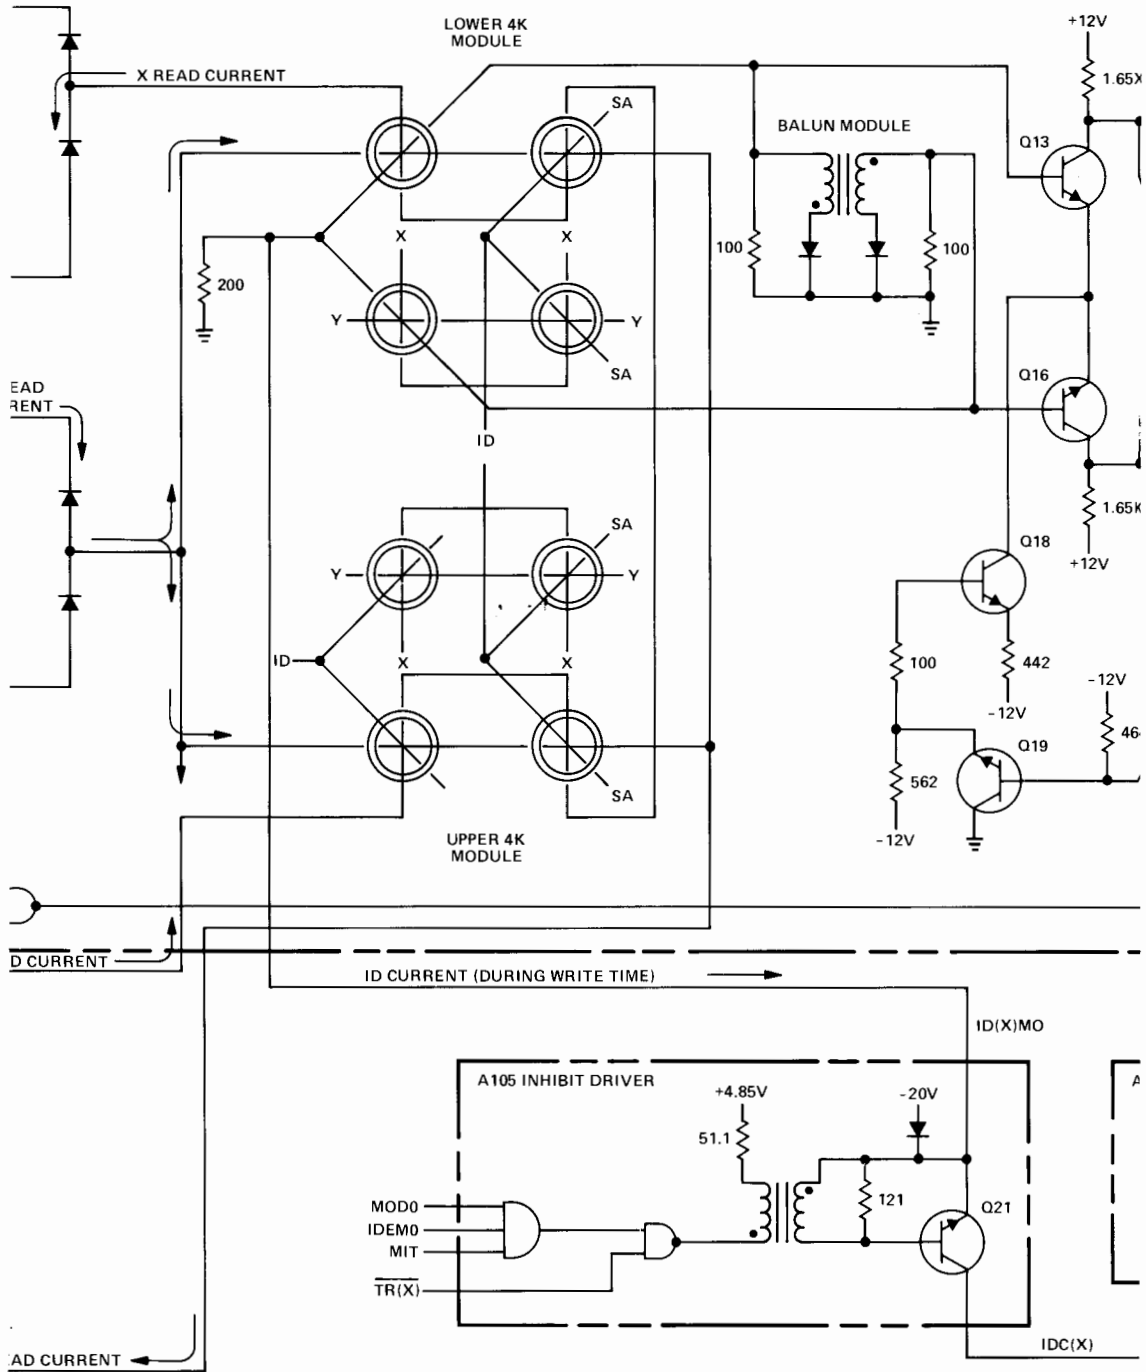 LOWER 4K
MODULE
+12V
X READ CURRENT
1.65K
SA
BALUN MODULE
Q13
X
X
100
100
200
Y
Y
SA
Q16
EAD
RENT
ID
1.65K
SA
Q18
+12V
Y
Y
ID
X
X
100
442
-12V
-12V
Q19
46
562
SA
-12V
UPPER 4K
MODULE
D CURRENT
ID CURRENT (DURING WRITE TIME)
ID(X)MO
A105 INHIBIT DRIVER
A
+4.85V
-20V
51.1
121
Q21
MOD0
IDEM0
MIT
TR(X)
IDC(X)
AD CURRENT